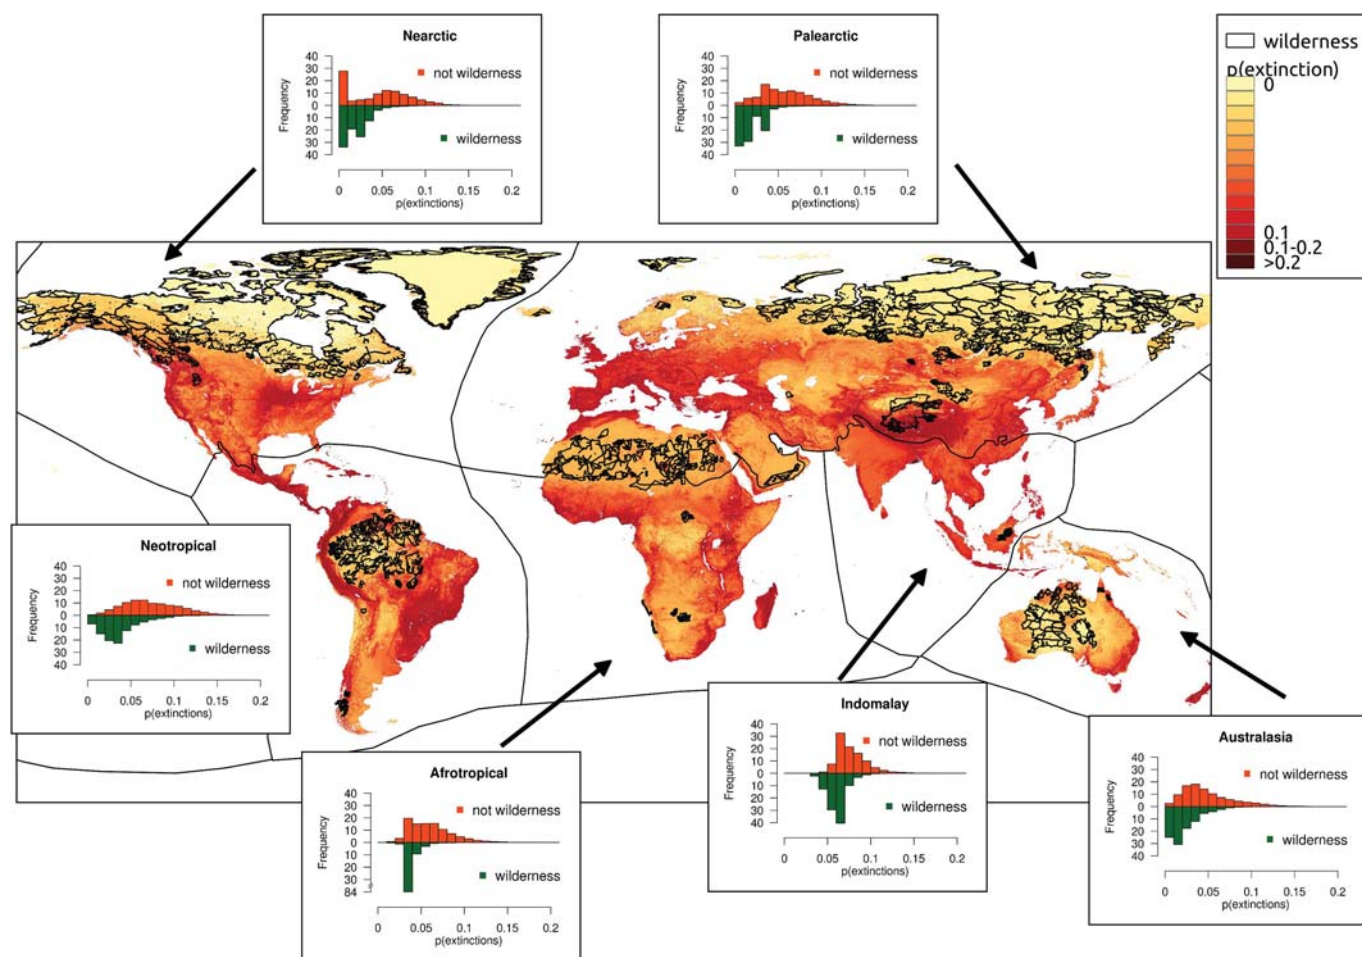 Nearctic
40
30
20
10
0
10
20
30
40
Frequency
not wilderness
wilderness
0 0.05 0.1 0.15 0.2
p(extinctions)
Palearctic
40
30
20
10
0
10
20
30
40
Frequency
not wilderness
wilderness
0 0.05 0.1 0.15 0.2
p(extinctions)
wilderness
p(extinction)
0
0.1
0.1-0.2
>0.2
Neotropical
40
30
20
10
0
10
20
30
40
Frequency
not wilderness
wilderness
0 0.05 0.1 0.15 0.2
p(extinctions)
Afrotropical
40
30
20
10
0
10
20
30
84
Frequency
not wilderness
wilderness
0 0.05 0.1 0.15 0.2
p(extinctions)
Indomalay
40
30
20
10
0
10
20
30
40
Frequency
not wilderness
wilderness
0 0.05 0.1 0.15 0.2
p(extinctions)
Australasia
40
30
20
10
0
10
20
30
40
Frequency
not wilderness
wilderness
0 0.05 0.1 0.15 0.2
p(extinctions)